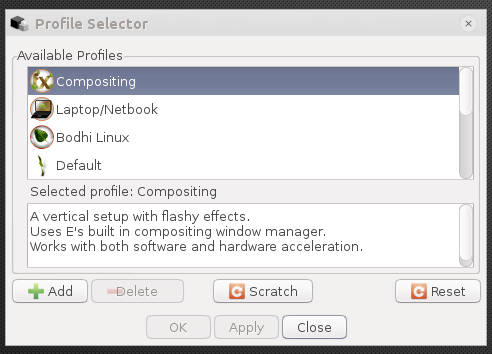 Profile Selector
Available Profiles
Compositing
Laptop/Netbook
Bodhi Linux
Default
Selected profile: Compositing
A vertical setup with flashy effects.
Uses E's built in compositing window manager.
Works with both software and hardware acceleration.
Add Delete Scratch Reset
OK Apply Close